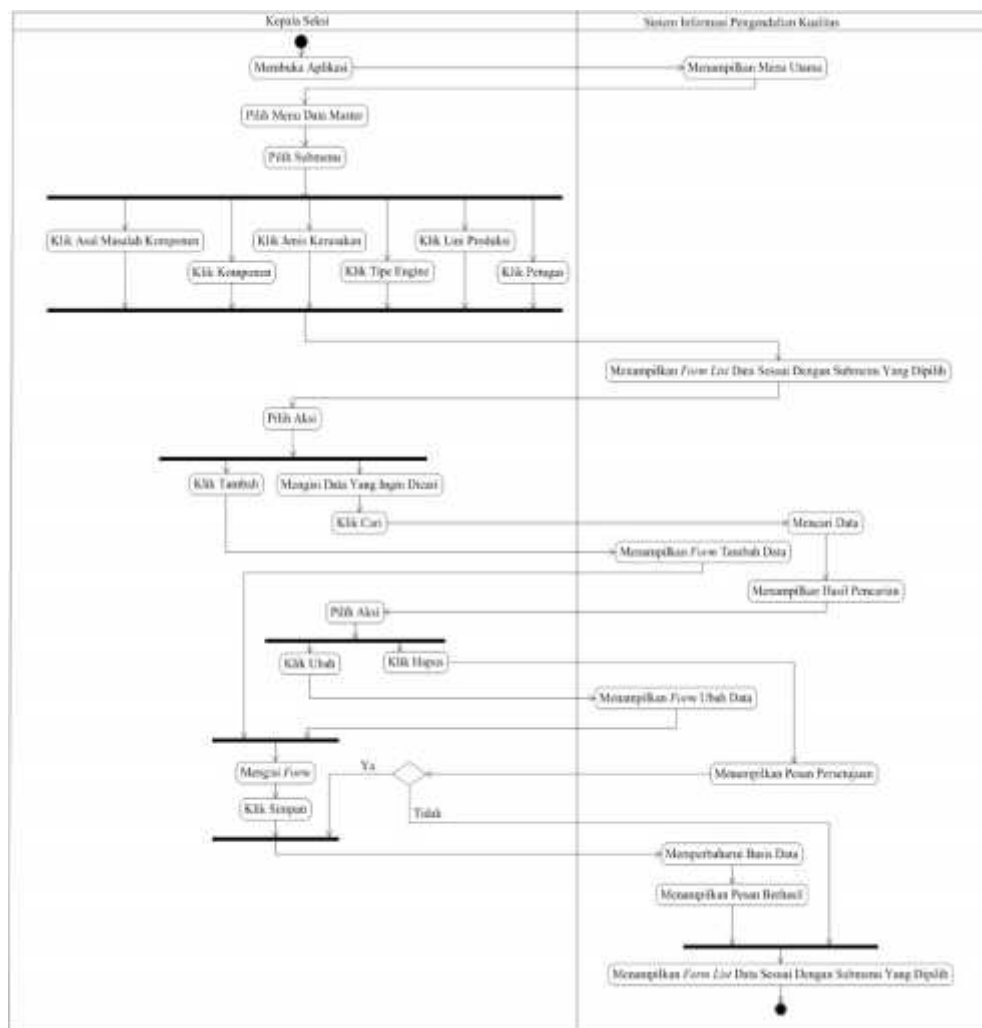 Kepala Seksi
Sistem Informasi Pengendalian Kualitas
Membuka Aplikasi
Menampilkan Menu Utama
Pilih Menu Data Master
Pilih Submenu
Klik Asal Masalah Komponen
Klik Komponen
Klik Jenis Kerusakan
Klik Tipe Engine
Klik Lini Produksi
Klik Petugas
Menampilkan Form List Data Sesuai Dengan Submenu Yang Dipilih
Pilih Aksi
Klik Tambah
Mengisi Data Yang Ingin Dicari
Klik Cari
Mencari Data
Menampilkan Form Tambah Data
Menampilkan Hasil Pencarian
Pilih Aksi
Klik Ubah
Klik Hapus
Menampilkan Form Ubah Data
Mengisi Form
Ya
Menampilkan Pesan Persetujuan
Klik Simpan
Tidak
Memperbaharui Basis Data
Menampilkan Pesan Berhasil
Menampilkan Form List Data Sesuai Dengan Submenu Yang Dipilih